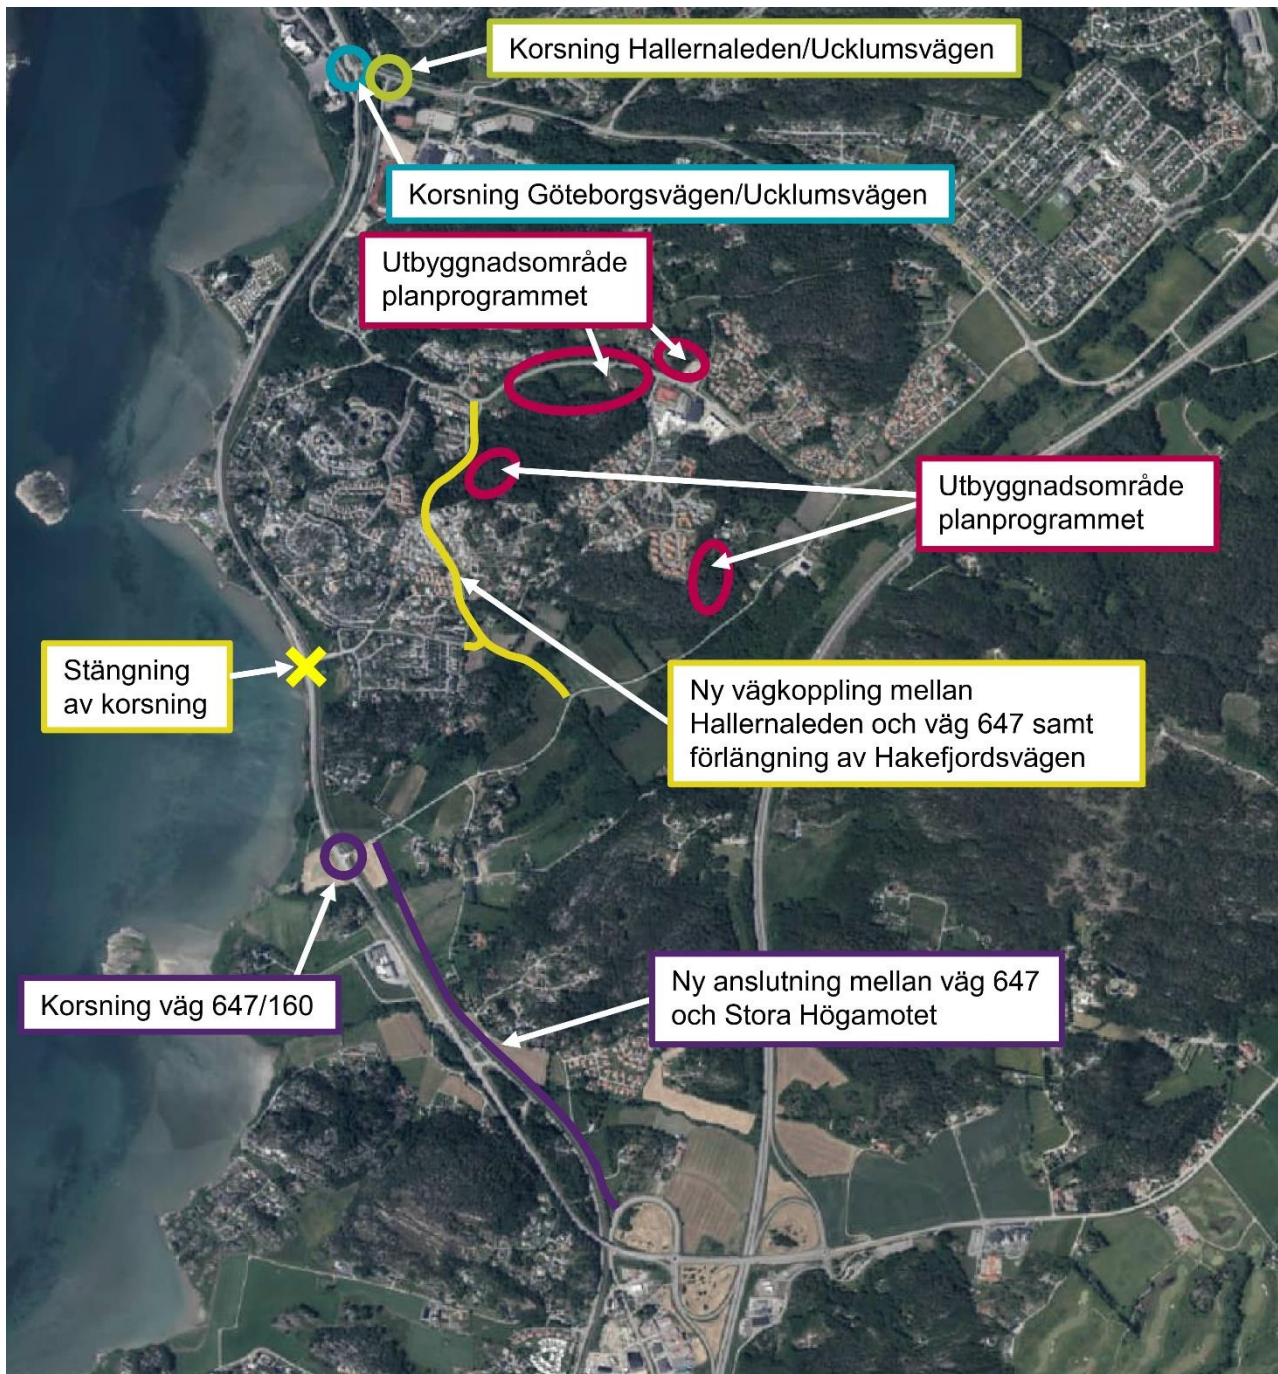 Korsning Hallernaleden/Ucklumsvägen
Korsning Göteborgsvägen/Ucklumsvägen
Utbyggnadsområde
planprogrammet
Utbyggnadsområde
planprogrammet
Stängning
av korsning
Ny vägkoppling mellan
Hallernaleden och väg 647 samt
förlängning av Hakefjordsvägen
Korsning väg 647/160
Ny anslutning mellan väg 647
och Stora Högamotet